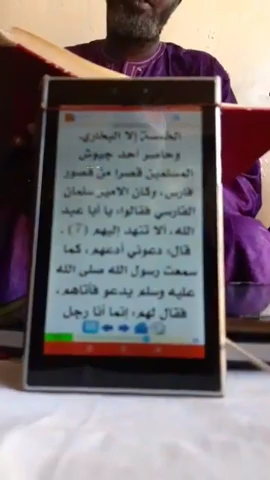 الخمسة إلا البخاري.
وحاصر أحد جيوش
المسلمين قصرا من قصور
فارس، وكان الأمير سلمان
الفارسي فقالوا: يا أبا عبد
الله، ألا تنهد إليهم (7) .
قال: دعوني أدعهم، كما
سمعت رسول الله صلى الله
عليه وسلم يدعو فأتاهم،
فقال لهم: إنما أنا رجل